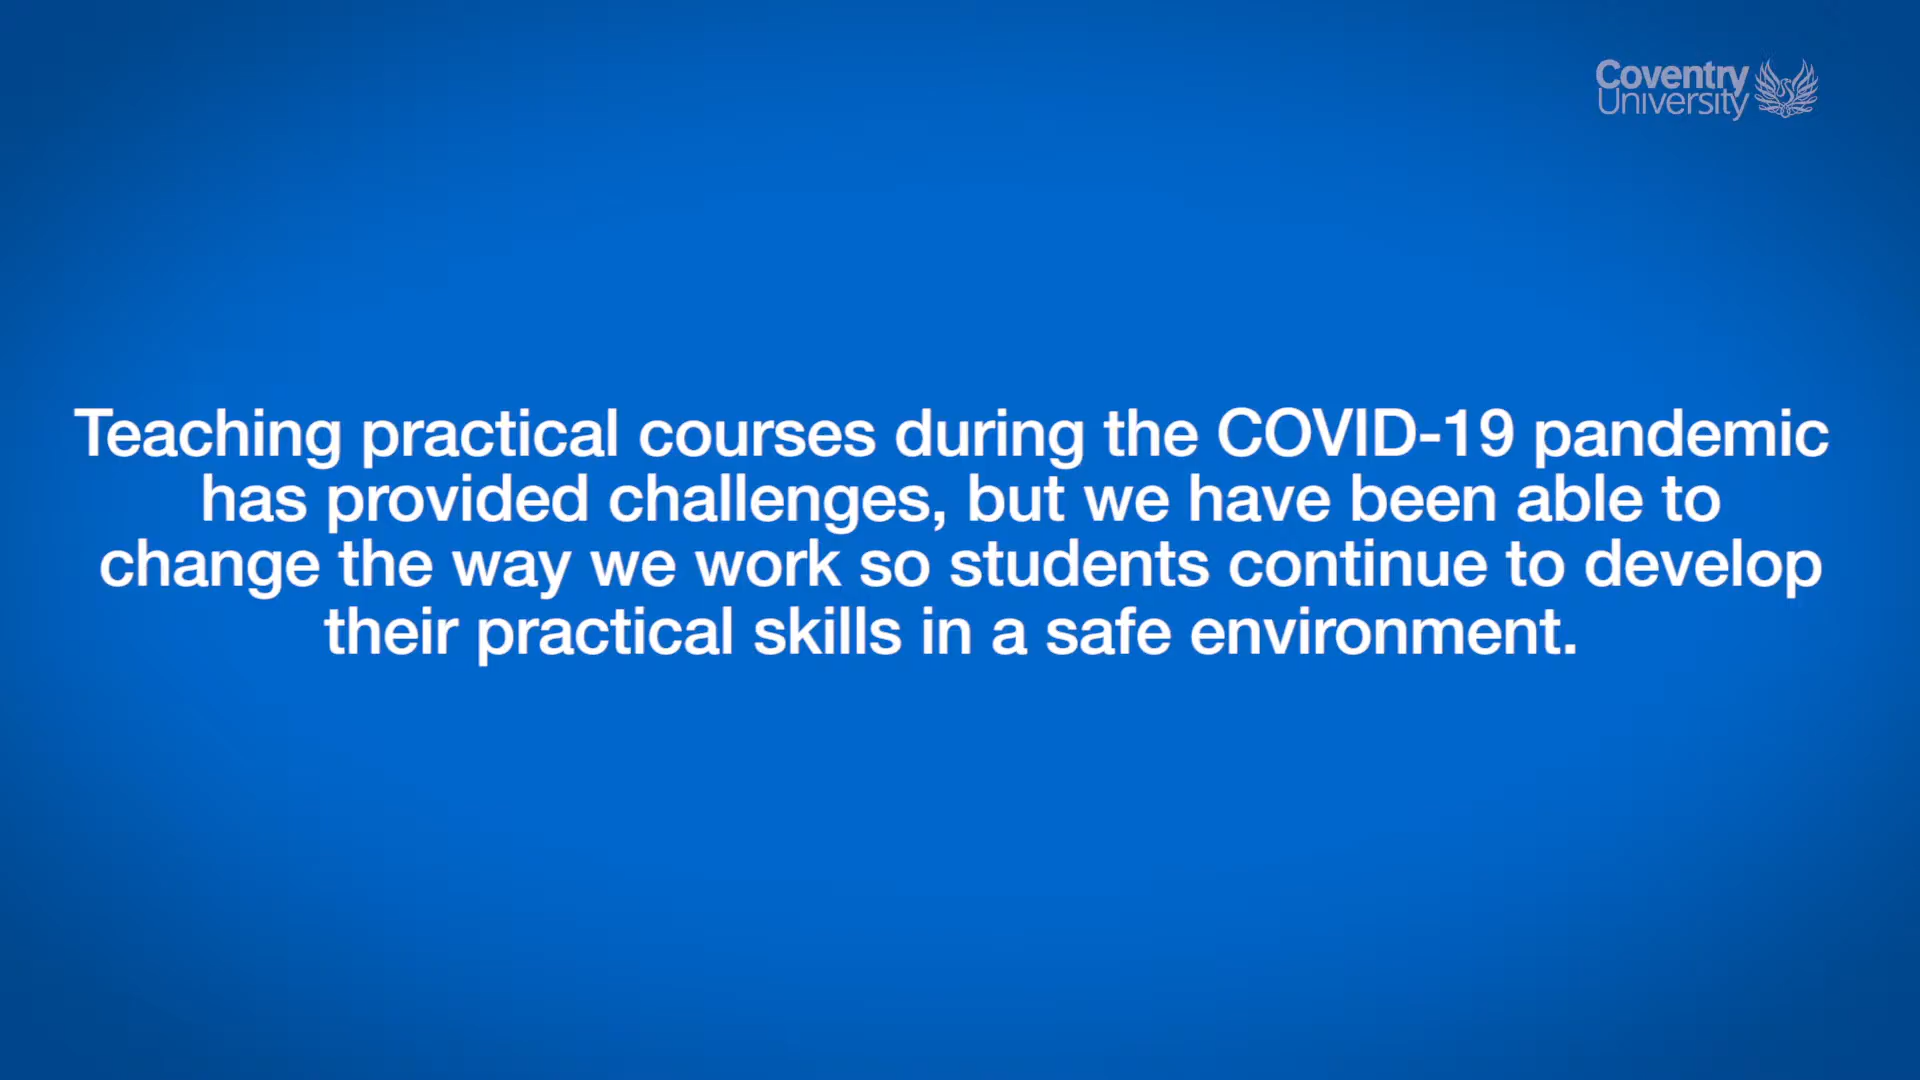 Coventry
University
Teaching practical courses during the COVID-19 pandemic
has provided challenges, but we have been able to
change the way we work so students continue to develop
their practical skills in a safe environment.